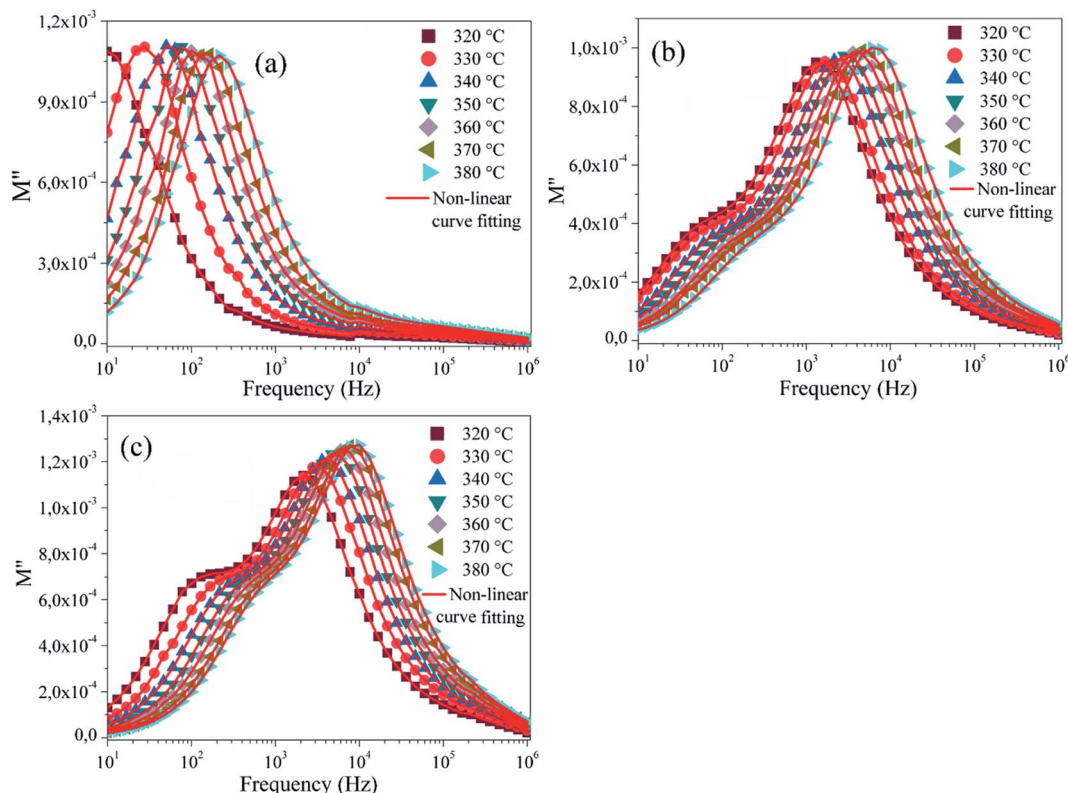 (a)
M"
1,2x10⁻³
9,0x10⁻⁴
6,0x10⁻⁴
3,0x10⁻⁴
0,0
320 °C
330 °C
340 °C
350 °C
360 °C
370 °C
380 °C
Non-linear
curve fitting
10¹ 10² 10³ 10⁴ 10⁵ 10⁶
Frequency (Hz)
(b)
M"
1,0x10⁻³
8,0x10⁻⁴
6,0x10⁻⁴
4,0x10⁻⁴
2,0x10⁻⁴
0,0
320 °C
330 °C
340 °C
350 °C
360 °C
370 °C
380 °C
Non-linear
curve fitting
10¹ 10² 10³ 10⁴ 10⁵ 10⁶
Frequency (Hz)
(c)
M"
1,4x10⁻³
1,2x10⁻³
1,0x10⁻³
8,0x10⁻⁴
6,0x10⁻⁴
4,0x10⁻⁴
2,0x10⁻⁴
0,0
320 °C
330 °C
340 °C
350 °C
360 °C
370 °C
380 °C
Non-linear
curve fitting
10¹ 10² 10³ 10⁴ 10⁵ 10⁶
Frequency (Hz)